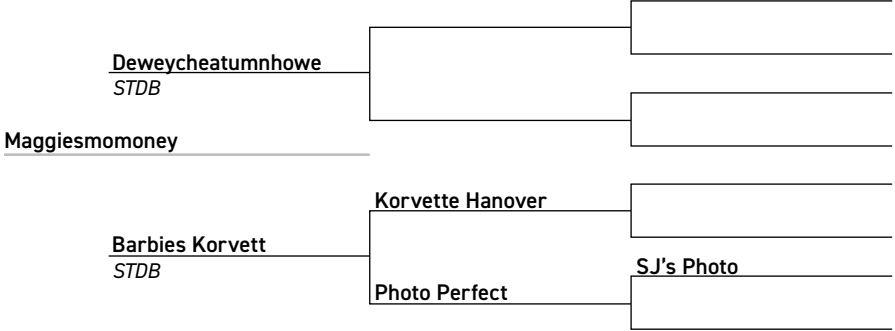 Deweycheatumnhowe
STDB
Maggiesmomoney
Korvette Hanover
Barbies Korvett
STDB
SJ's Photo
Photo Perfect